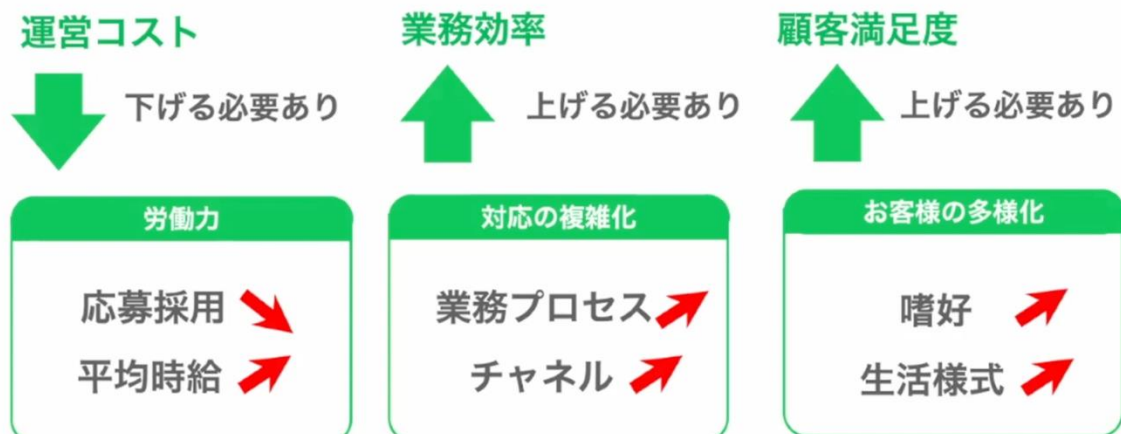 運営コスト
下げる必要あり
労働力
応募採用
平均時給
業務効率
上げる必要あり
対応の複雑化
業務プロセス
チャネル
顧客満足度
上げる必要あり
お客様の多様化
嗜好
生活様式